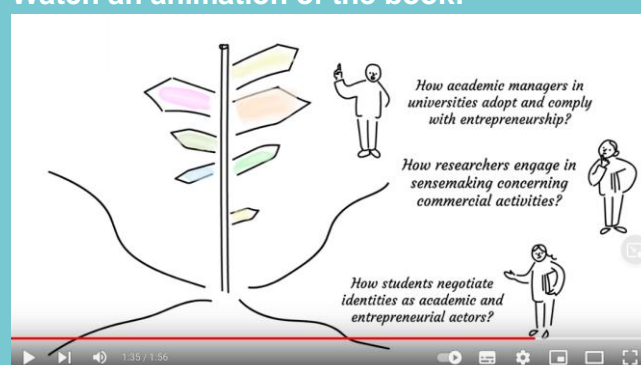 Watch an animation of the book:
How academic managers in
universities adopt and comply
with entrepreneurship?
How researchers engage in
sensemaking concerning
commercial activities?
How students negotiate
identities as academic and
entrepreneurial actors?
1:35 / 1:56